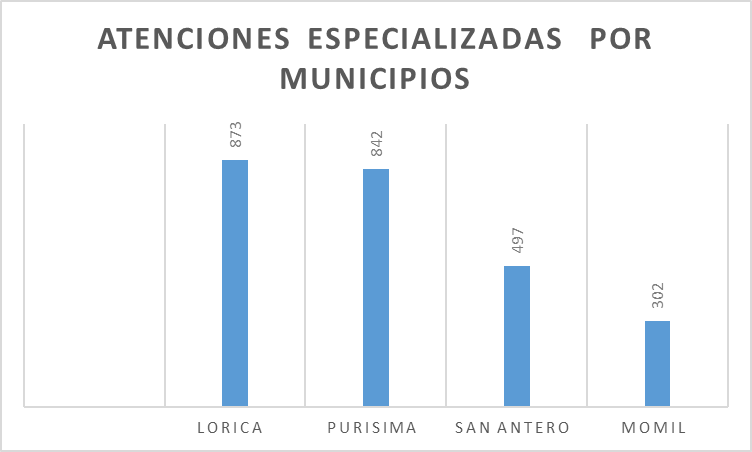 ATENCIONES ESPECIALIZADAS POR
MUNICIPIOS
873
842
497
302
LORICA
PURISIMA
SAN ANTERO
MOMIL